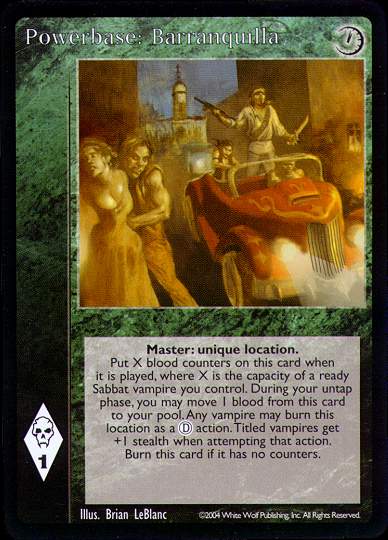 Powerbase: Barranquilla
Master: unique location.
Put X blood counters on this card when
it is played, where X is the capacity of a ready
Sabbat vampire you control. During your untap
phase, you may move 1 blood from this card
to your pool. Any vampire may burn this
location as a Ⓓ action. Titled vampires get
+1 stealth when attempting that action.
Burn this card if it has no counters.
1
Illus. Brian LeBlanc
©2004 White Wolf Publishing, Inc. All Rights Reserved.